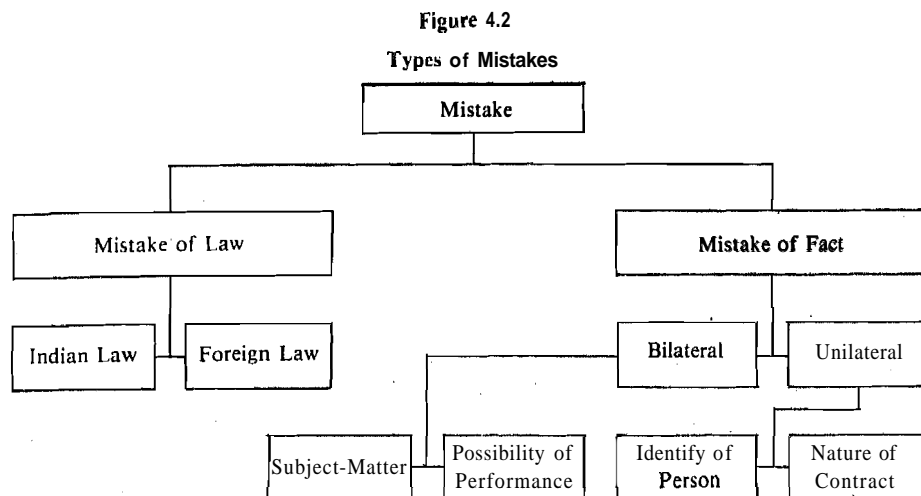 Figure 4.2
Types of Mistakes
Mistake
Mistake of Law
Mistake of Fact
Indian Law
Foreign Law
Bilateral
Unilateral
Subject-Matter
Possibility of
Performance
Identify of
Person
Nature of
Contract